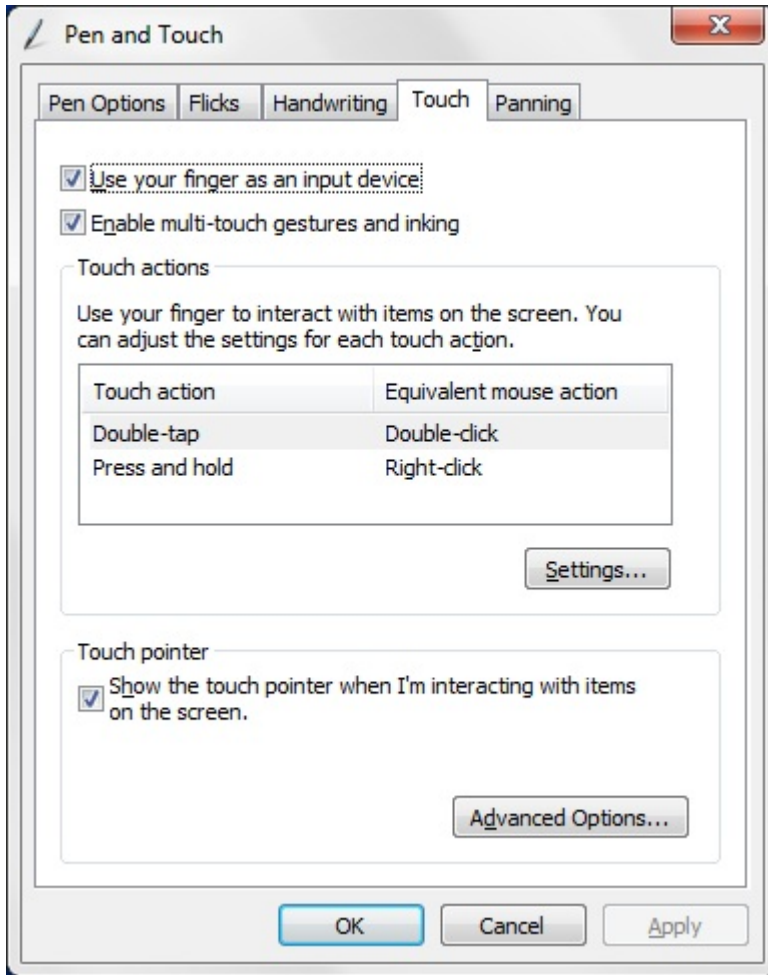 Pen and Touch
Pen Options Flicks Handwriting Touch Panning
Use your finger as an input device
Enable multi-touch gestures and inking
Touch actions
Use your finger to interact with items on the screen. You
can adjust the settings for each touch action.
Touch action Equivalent mouse action
Double-tap Double-click
Press and hold Right-click
Settings...
Touch pointer
Show the touch pointer when I'm interacting with items
on the screen.
Advanced Options...
OK Cancel Apply